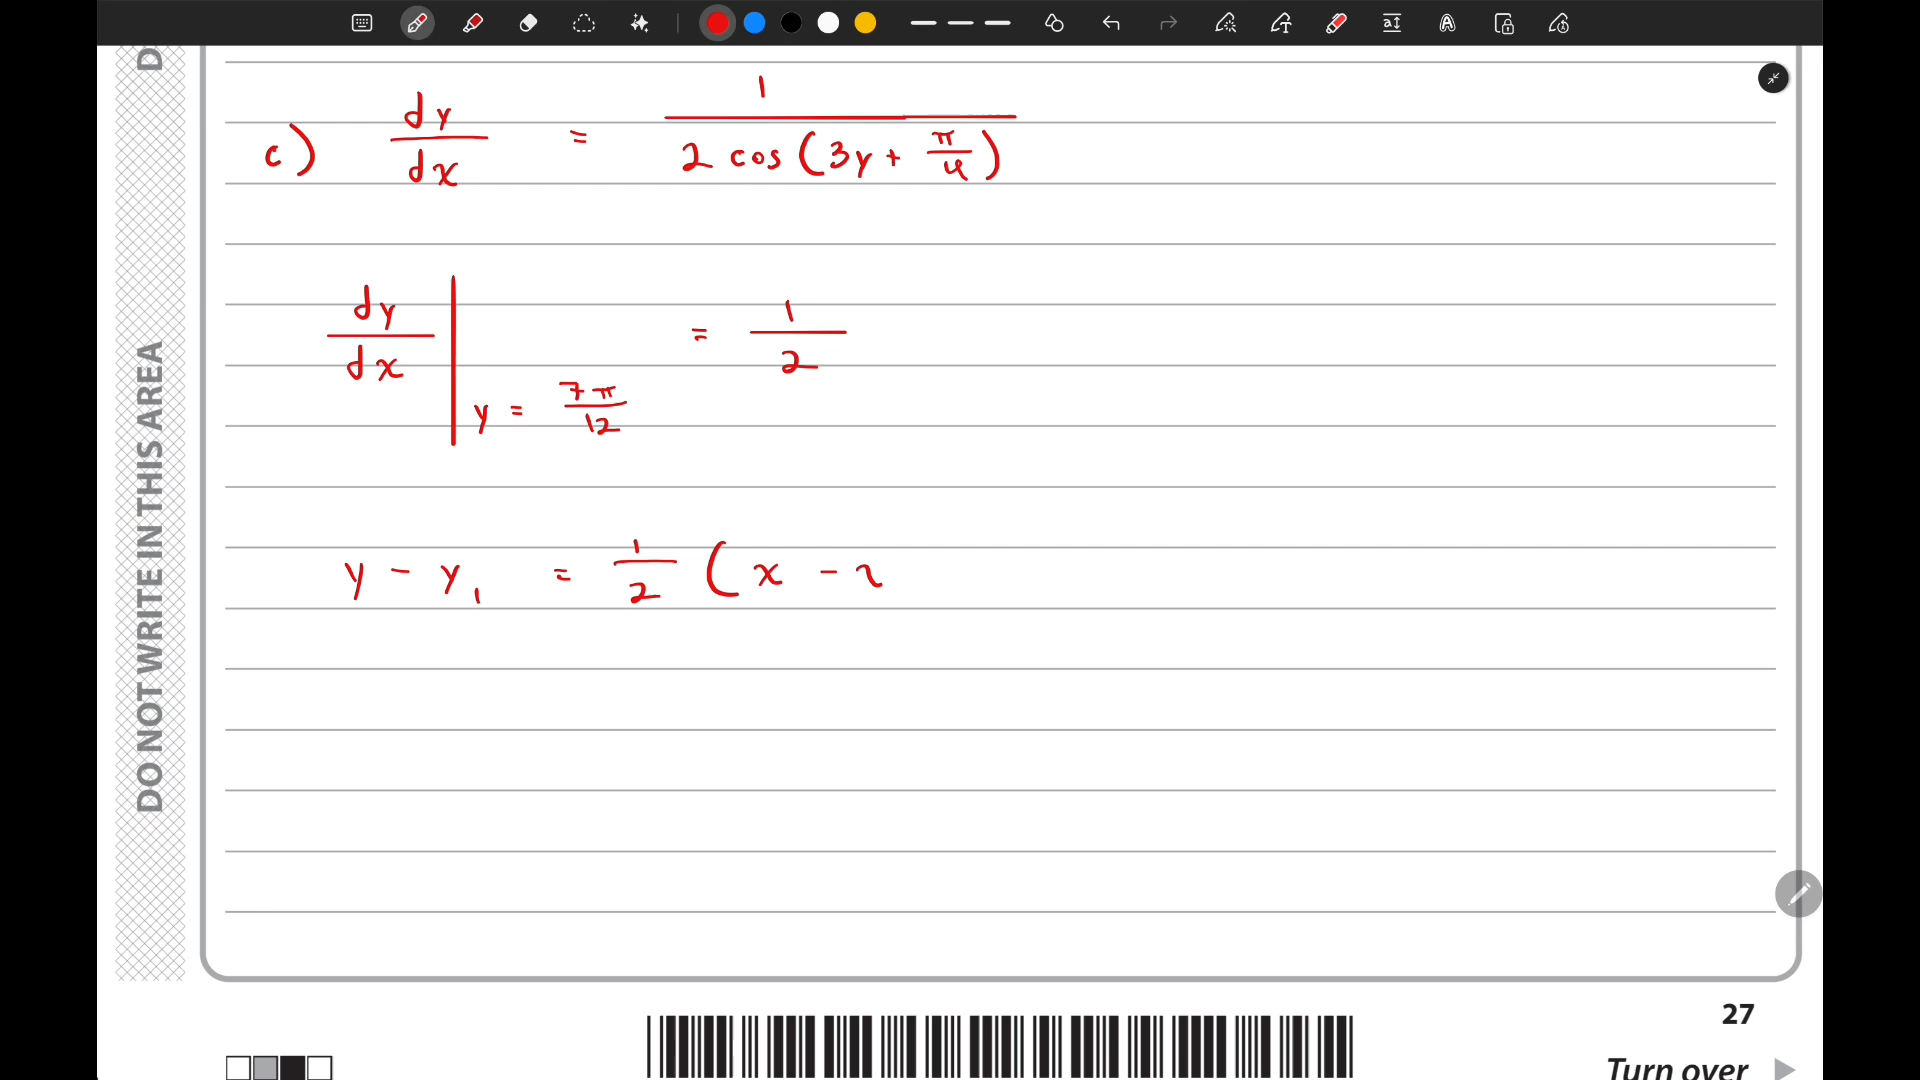 D
c) dy/dx = 1/(2 cos (3y + π/4))
dy/dx | y = 7π/12 = 1/2
y - y₁ = 1/2 (x - 2
DO NOT WRITE IN THIS AREA
27
Turn over